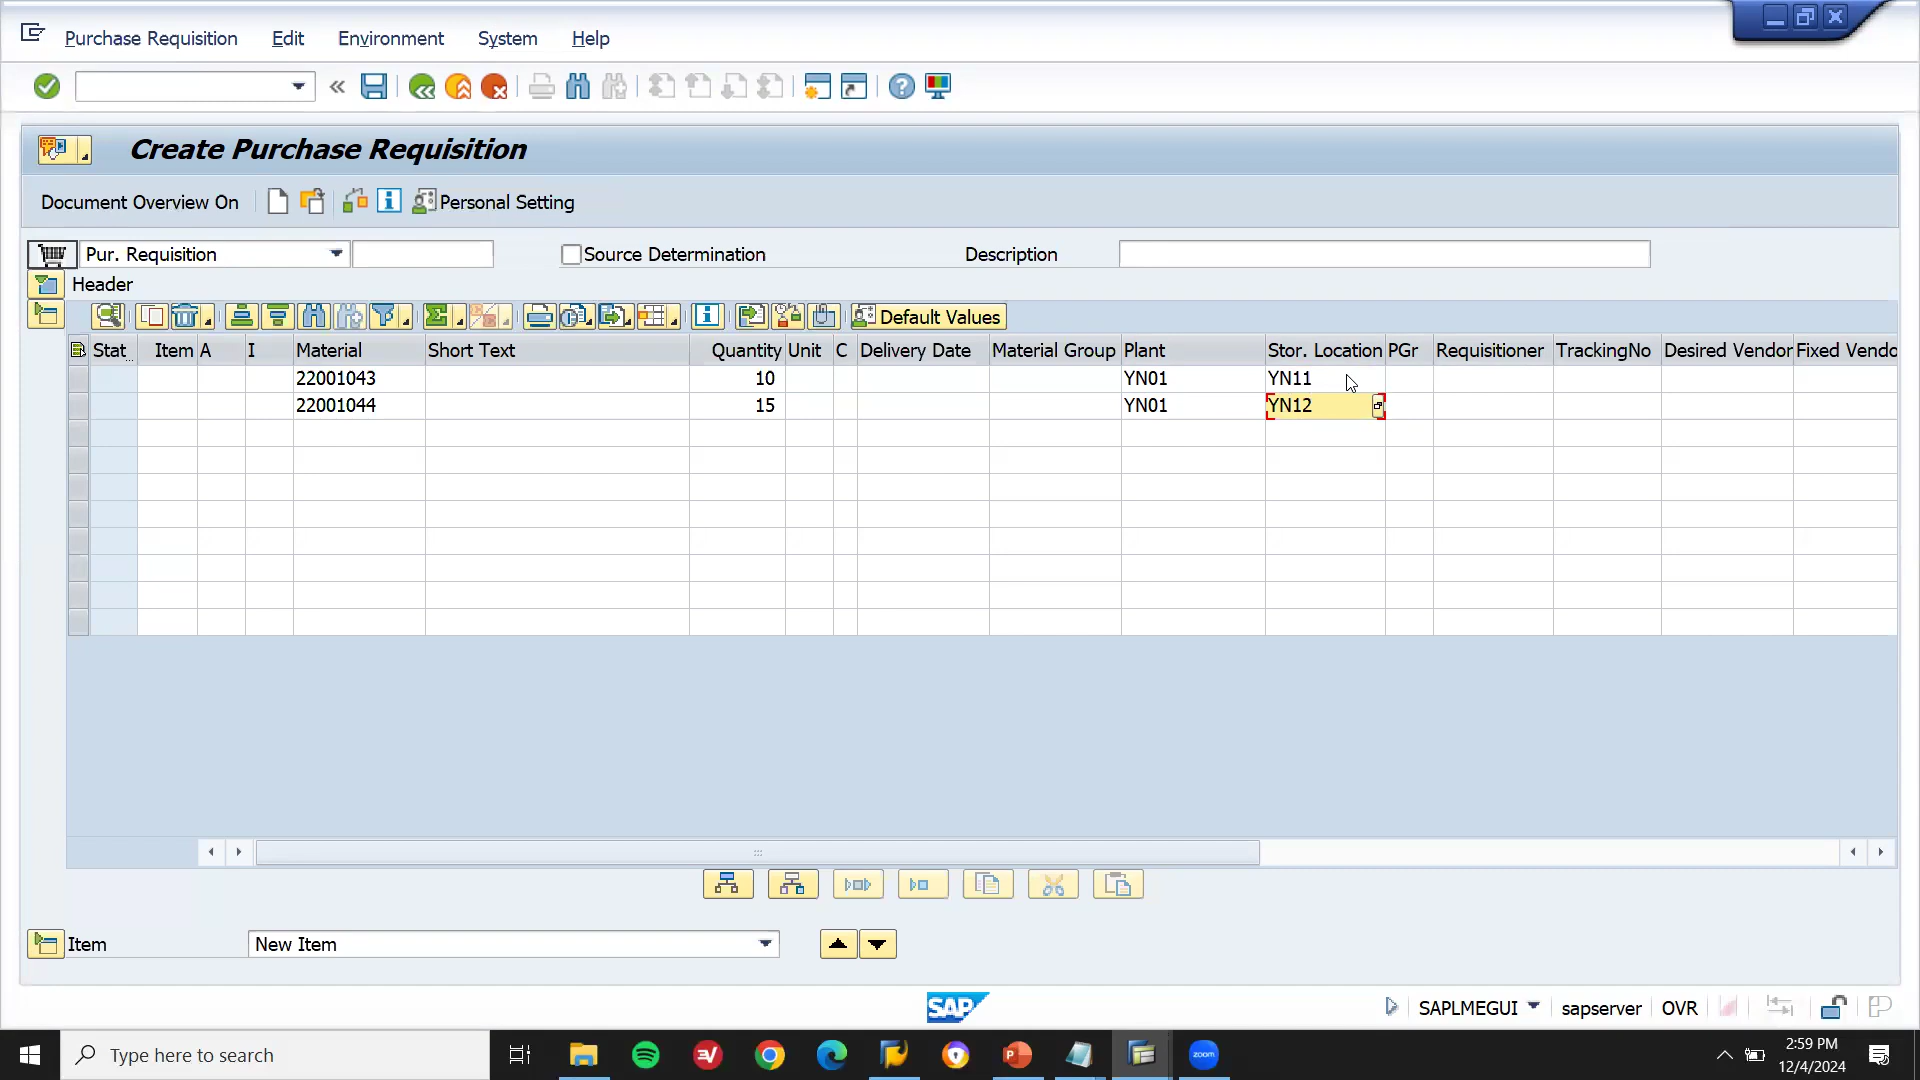 Purchase Requisition Edit Environment System Help
Create Purchase Requisition
Document Overview On Personal Setting
Pur. Requisition Source Determination Description
Header
Default Values
Stat Item A I Material Short Text Quantity Unit C Delivery Date Material Group Plant Stor. Location PGr Requisitioner TrackingNo Desired Vendor Fixed Vendo
22001043 10 YN01 YN11
22001044 15 YN01 YN12
Item New Item
SAP SAPLMEGUI sapserver OVR
Type here to search zoom 2:59 PM
12/4/2024